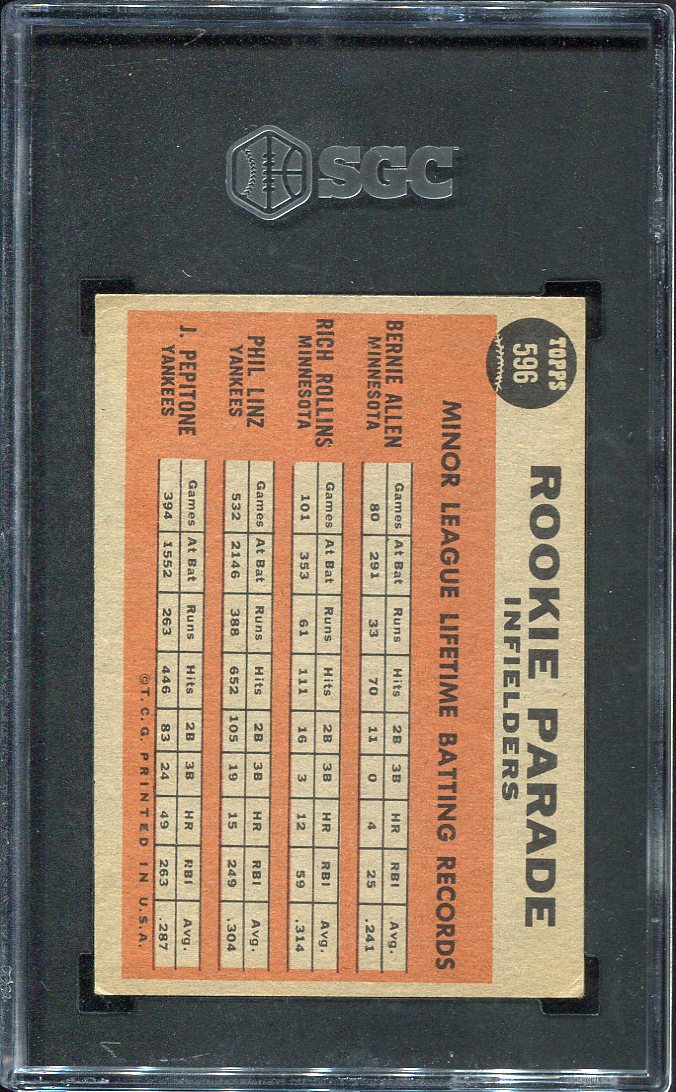 SGC
TOPPS
596
ROOKIE PARADE
INFIELDERS
MINOR LEAGUE LIFETIME BATTING RECORDS
BERNIE ALLEN
MINNESOTA
Games At Bat Runs Hits 2B 3B HR RBI Avg.
80 291 33 70 11 0 4 25 .241
RICH ROLLINS
MINNESOTA
Games At Bat Runs Hits 2B 3B HR RBI Avg.
101 353 61 111 16 3 12 59 .314
PHIL LINZ
YANKEES
Games At Bat Runs Hits 2B 3B HR RBI Avg.
532 2146 388 652 105 19 15 249 .304
J. PEPITONE
YANKEES
Games At Bat Runs Hits 2B 3B HR RBI Avg.
394 1552 263 446 83 24 49 263 .287
©T.C.G. PRINTED IN U.S.A.